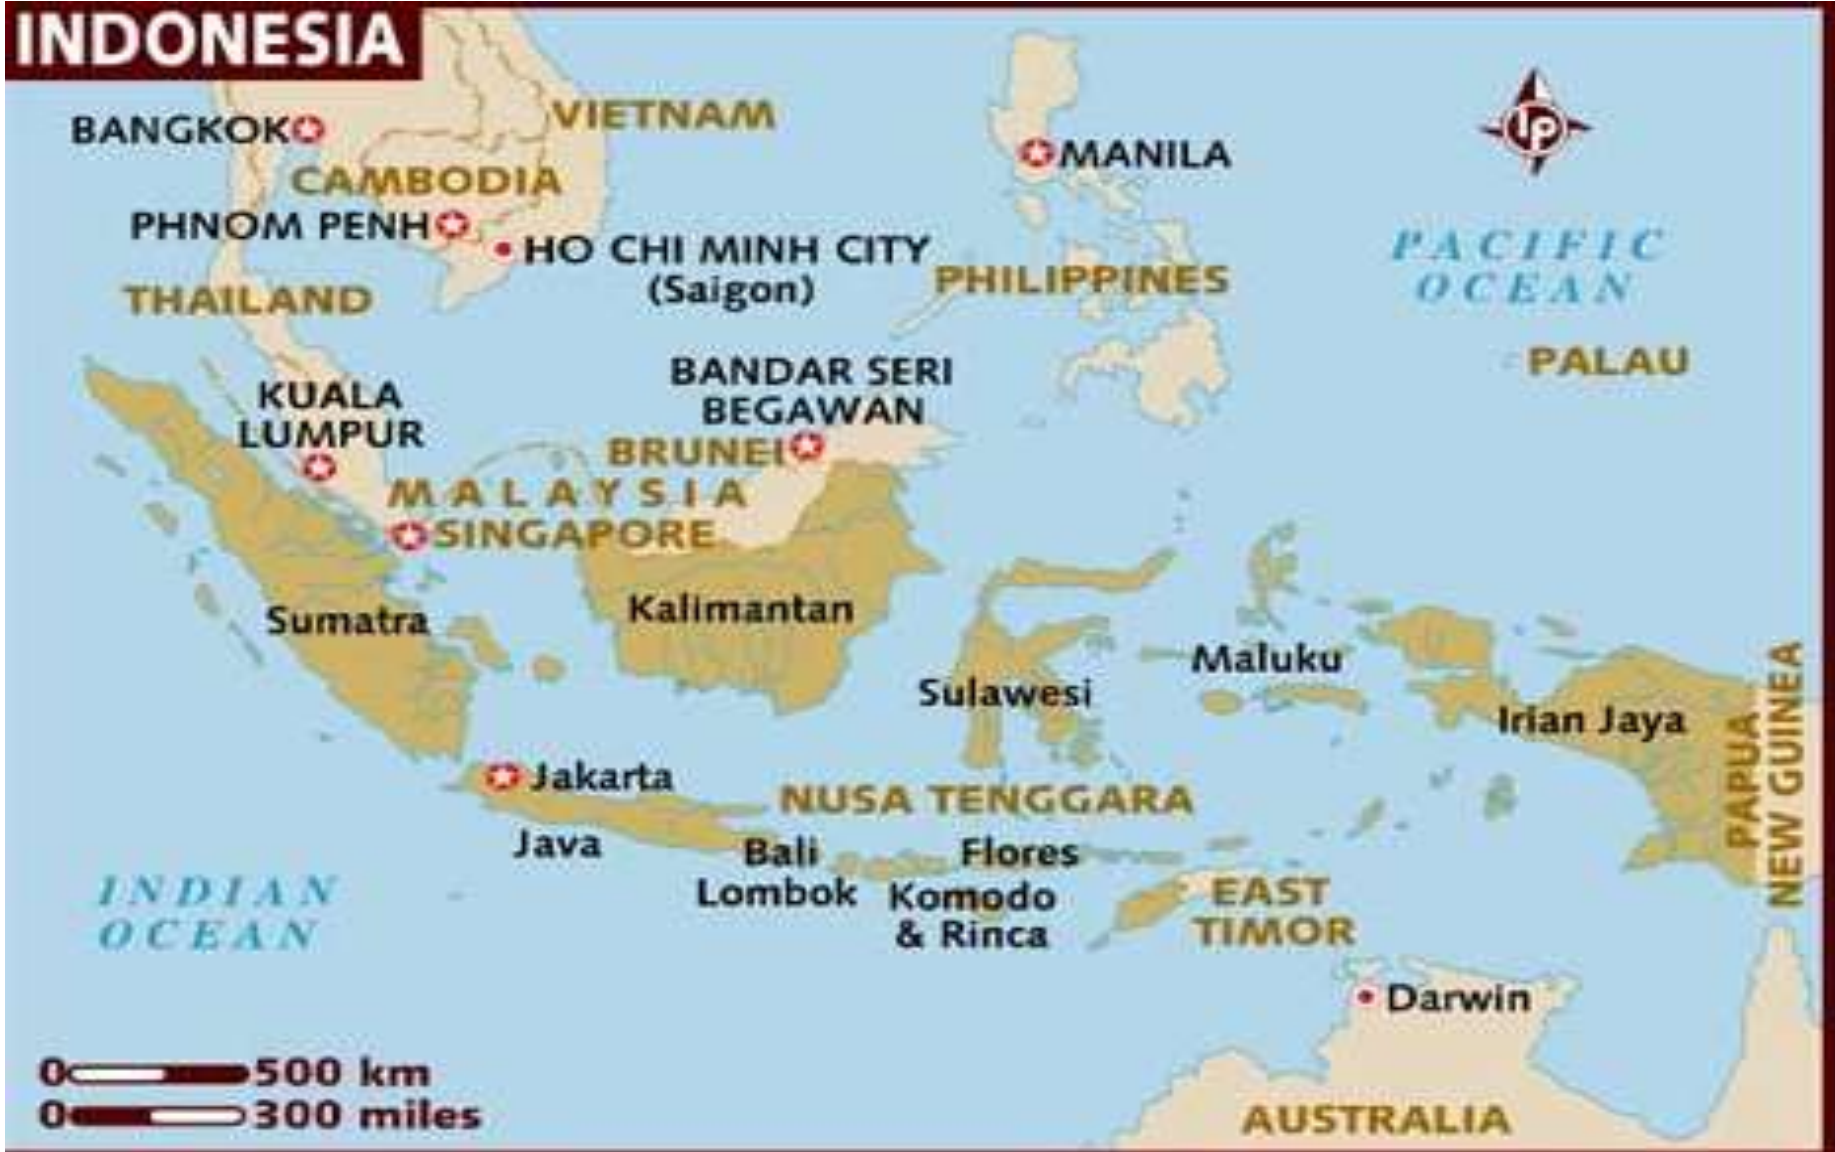 INDONESIA
BANGKOK
VIETNAM
lp
MANILA
CAMBODIA
PHNOM PENH
HO CHI MINH CITY
(Saigon)
PACIFIC
OCEAN
PHILIPPINES
THAILAND
PALAU
BANDAR SERI
BEGAWAN
KUALA
LUMPUR
BRUNEI
MALAYSIA
SINGAPORE
Kalimantan
Sumatra
Maluku
Sulawesi
Irian Jaya
PAPUA
NEW GUINEA
Jakarta
NUSA TENGGARA
Java
Bali
Flores
Lombok
Komodo
& Rinca
EAST
TIMOR
INDIAN
OCEAN
Darwin
0 500 km
0 300 miles
AUSTRALIA